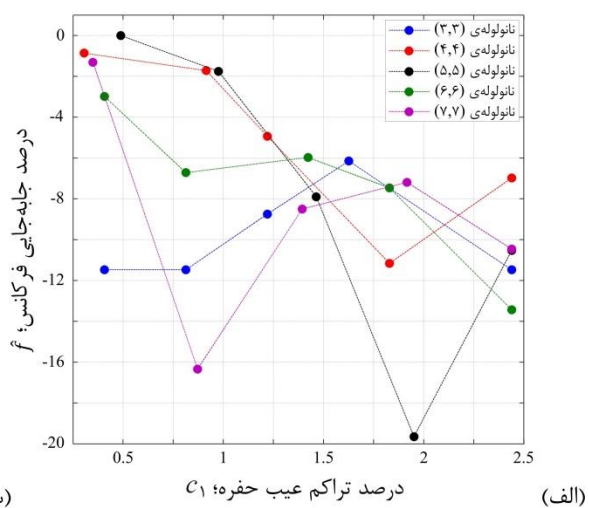 نانولوله‌ی (۳,۳)
نانولوله‌ی (۴,۴)
نانولوله‌ی (۵,۵)
نانولوله‌ی (۶,۶)
نانولوله‌ی (۷,۷)
درصد جابه‌جایی فرکانس؛ f̂
0
-4
-8
-12
-16
-20
0.5 1 1.5 2 2.5
درصد تراکم عیب حفره؛ C₁
(الف)